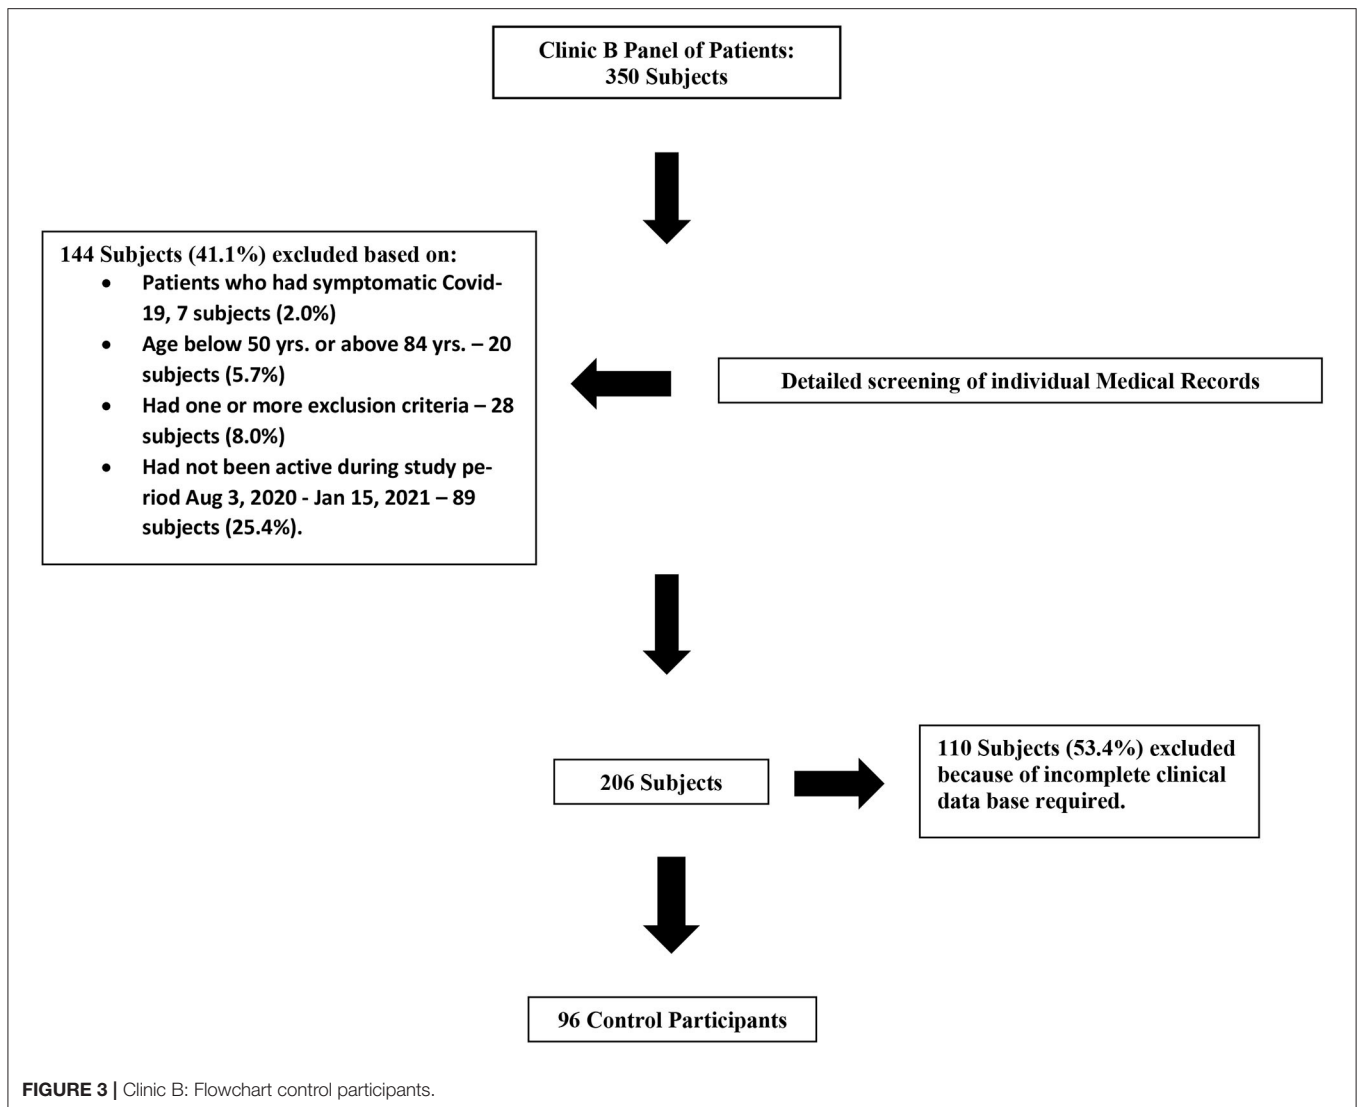 Clinic B Panel of Patients:
350 Subjects
144 Subjects (41.1%) excluded based on:
• Patients who had symptomatic Covid-
19, 7 subjects (2.0%)
• Age below 50 yrs. or above 84 yrs. – 20
subjects (5.7%)
• Had one or more exclusion criteria – 28
subjects (8.0%)
• Had not been active during study pe-
riod Aug 3, 2020 - Jan 15, 2021 – 89
subjects (25.4%).
Detailed screening of individual Medical Records
206 Subjects
110 Subjects (53.4%) excluded
because of incomplete clinical
data base required.
96 Control Participants
FIGURE 3 | Clinic B: Flowchart control participants.